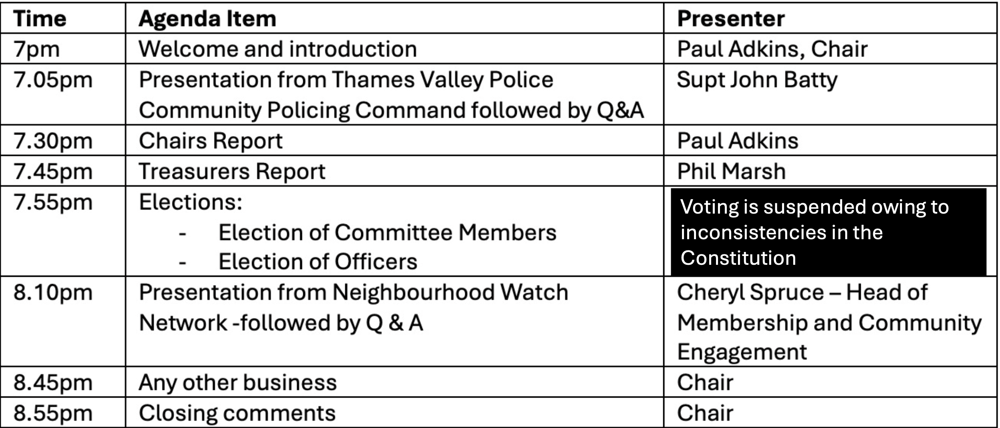 Time Agenda Item Presenter
7pm Welcome and introduction Paul Adkins, Chair
7.05pm Presentation from Thames Valley Police Supt John Batty
Community Policing Command followed by Q&A
7.30pm Chairs Report Paul Adkins
7.45pm Treasurers Report Phil Marsh
7.55pm Elections:
- Election of Committee Members
- Election of Officers
Voting is suspended owing to
inconsistencies in the
Constitution
8.10pm Presentation from Neighbourhood Watch Cheryl Spruce – Head of
Network -followed by Q & A Membership and Community
Engagement
8.45pm Any other business Chair
8.55pm Closing comments Chair